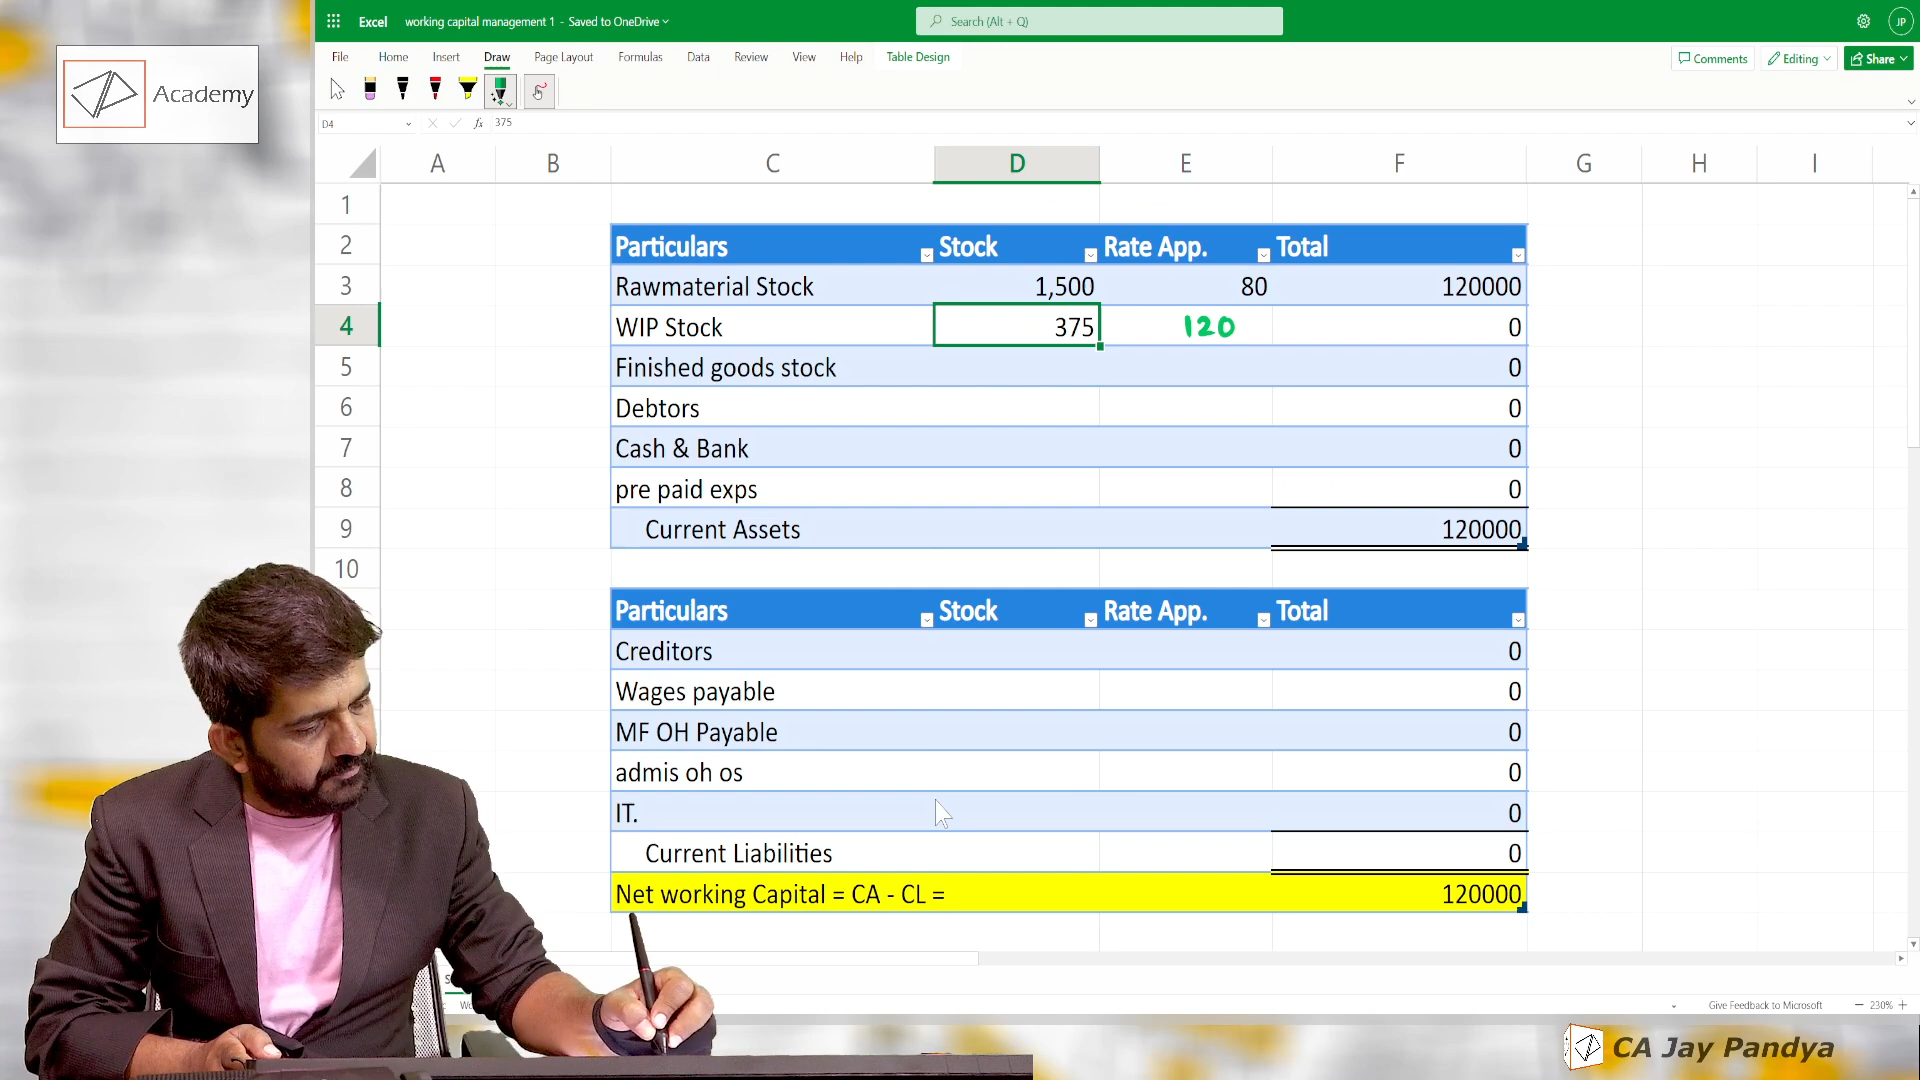 Academy
Excel working capital management 1 - Saved to OneDrive
Search (Alt + Q)
JP
File Home Insert Draw Page Layout Formulas Data Review View Help Table Design
Comments Editing Share
D4 fx 375
A B C D E F G H I
1
2 Particulars Stock Rate App. Total
3 Rawmaterial Stock 1,500 80 120000
4 WIP Stock 375 120 0
5 Finished goods stock 0
6 Debtors 0
7 Cash & Bank 0
8 pre paid exps 0
9 Current Assets 120000
10
Particulars Stock Rate App. Total
Creditors 0
Wages payable 0
MF OH Payable 0
admis oh os 0
IT. 0
Current Liabilities 0
Net working Capital = CA - CL = 120000
Give Feedback to Microsoft - 230% +
CA Jay Pandya